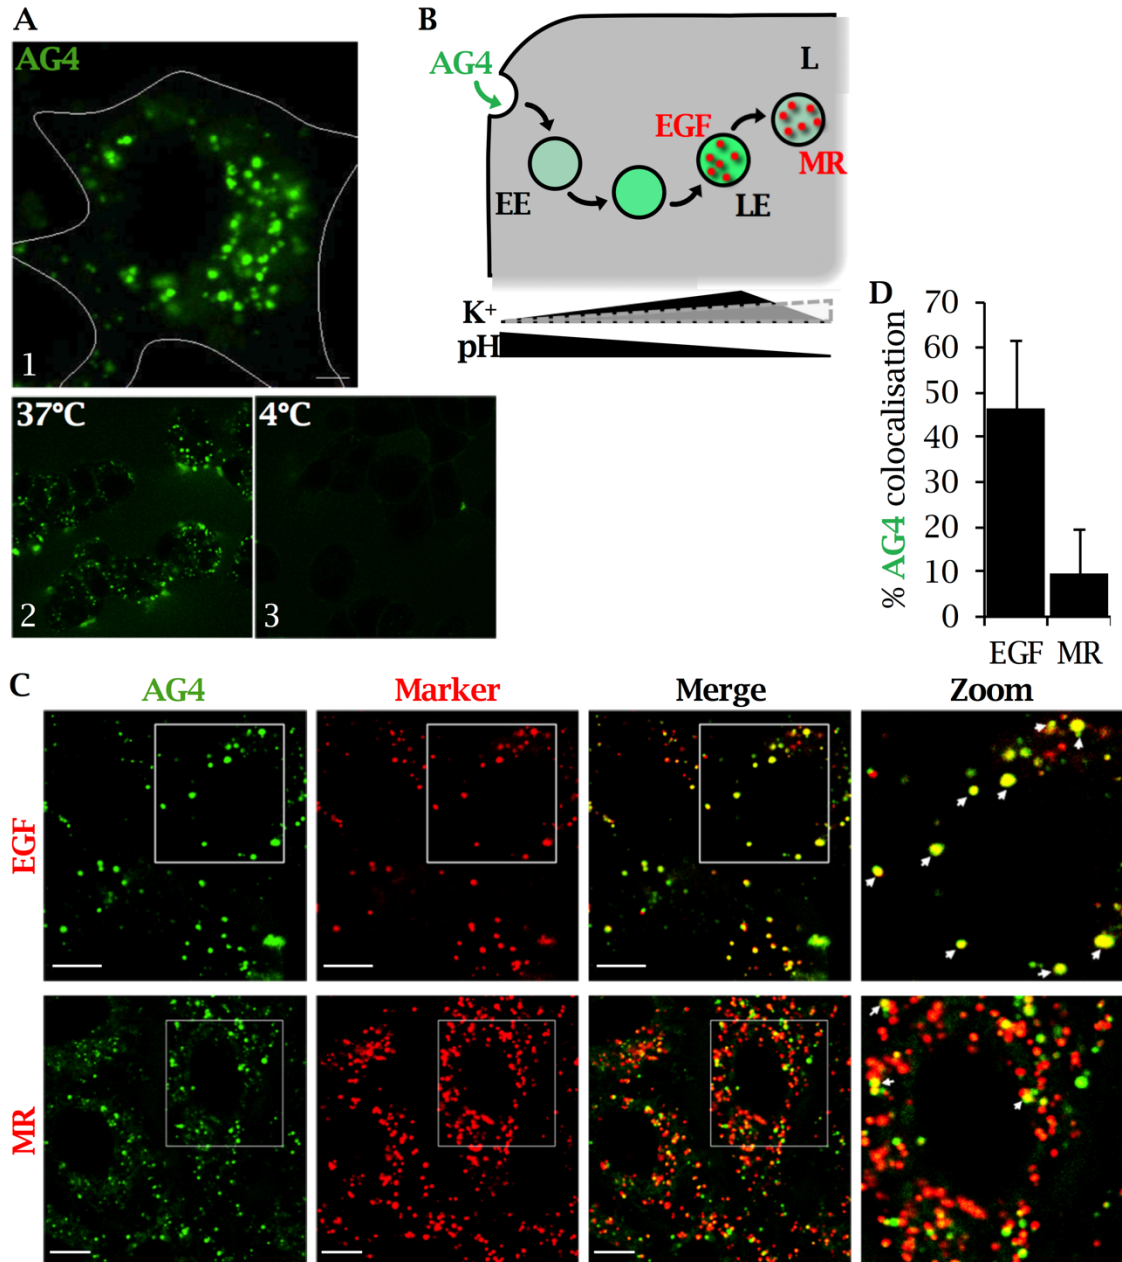 A
AG4
1
37°C
2
4°C
3
B
AG4
EE
EGF
LE
L
MR
K+
pH
D
% AG4 colocalisation
70
60
50
40
30
20
10
0
EGF MR
C
AG4 Marker Merge Zoom
EGF
MR